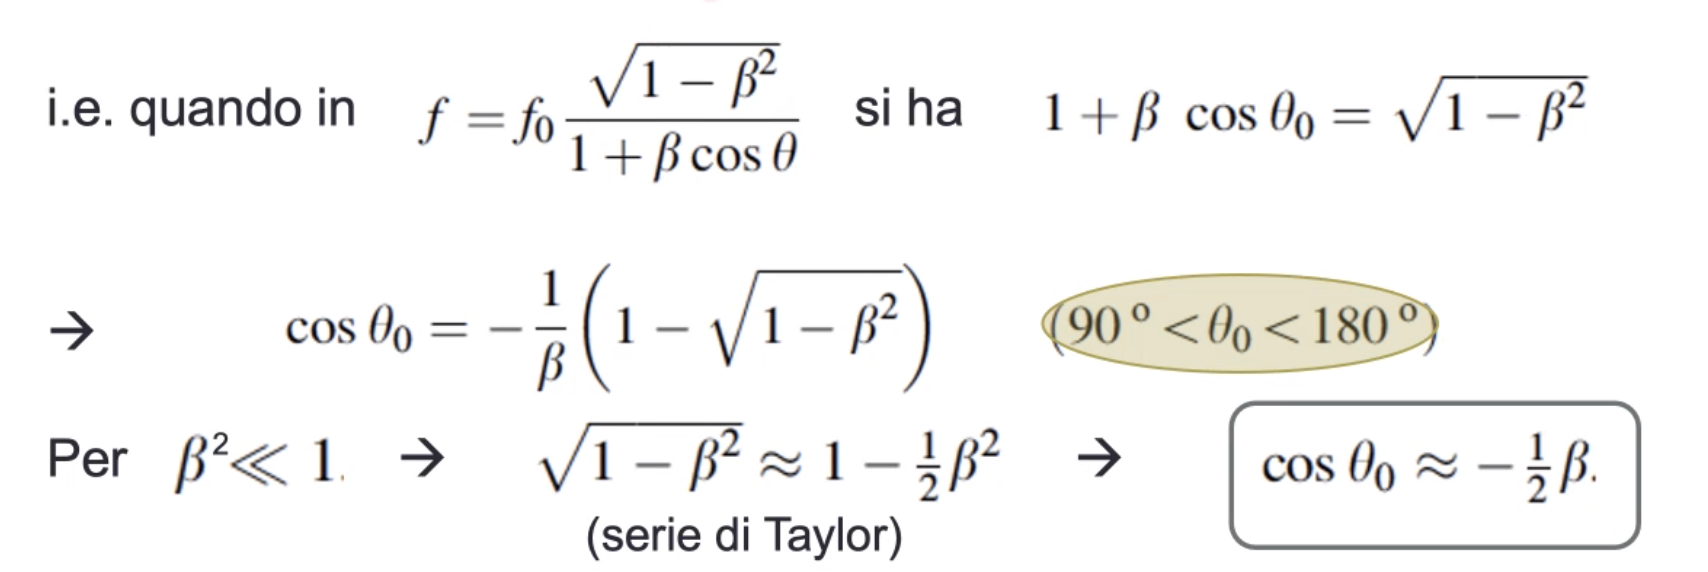 i.e. quando in f = f₀ √(1 − β²) / (1 + β cos θ) si ha 1 + β cos θ₀ = √(1 − β²)
→ cos θ₀ = −1/β (1 − √(1 − β²)) (90° < θ₀ < 180°)
Per β² ≪ 1. → √(1 − β²) ≈ 1 − ½β² → cos θ₀ ≈ −½β.
(serie di Taylor)